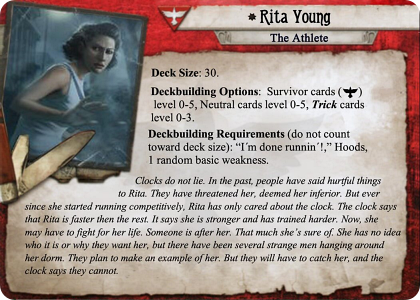 Rita Young
The Athlete
Deck Size: 30.
Deckbuilding Options: Survivor cards ( )
level 0-5, Neutral cards level 0-5, Trick cards
level 0-3.
Deckbuilding Requirements (do not count
toward deck size): “I´m done runnin´!,” Hoods,
1 random basic weakness.
Clocks do not lie. In the past, people have said hurtful things
to Rita. They have threatened her, deemed her inferior. But ever
since she started running competitively, Rita has only cared about the clock. The clock says
that Rita is faster then the rest. It says she is stronger and has trained harder. Now, she
may have to fight for her life. Someone is after her. That much she’s sure of. She has no idea
who it is or why they want her, but there have been several strange men hanging around
her dorm. They plan to make an example of her. But they will have to catch her, and the
clock says they cannot.